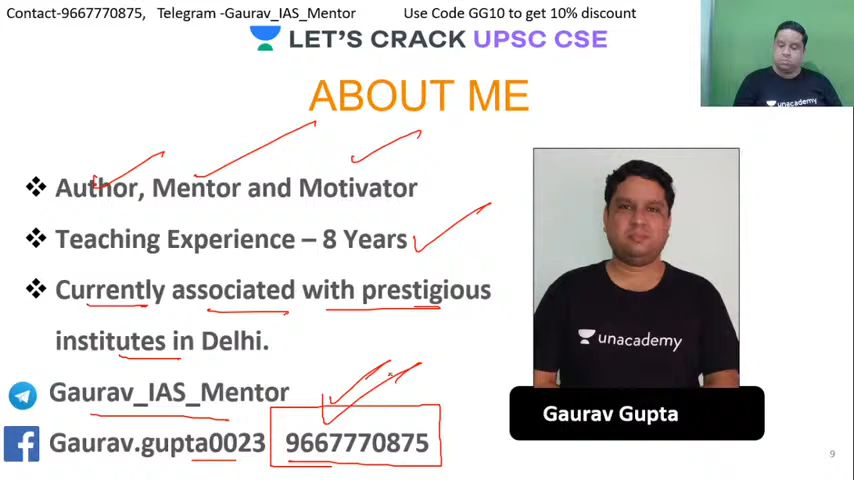 Contact-9667770875, Telegram -Gaurav_IAS_Mentor Use Code GG10 to get 10% discount
LET'S CRACK UPSC CSE
unacademy
ABOUT ME
Author, Mentor and Motivator
Teaching Experience – 8 Years
Currently associated with prestigious
institutes in Delhi.
Gaurav_IAS_Mentor
Gaurav.gupta0023 9667770875
unacademy
Gaurav Gupta
9